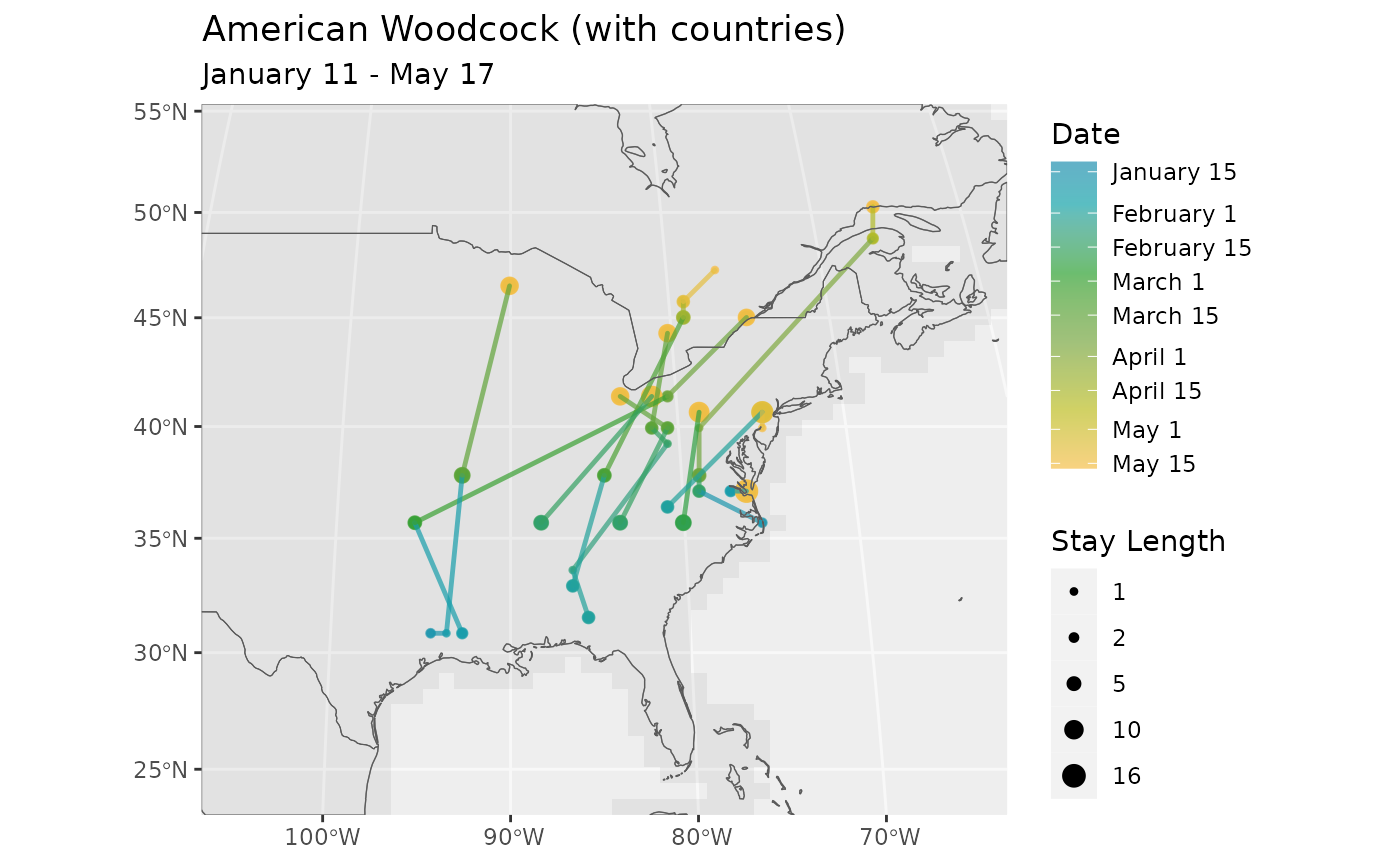 American Woodcock (with countries)
January 11 - May 17
55°N
50°N
45°N
40°N
35°N
30°N
25°N
100°W
90°W
80°W
70°W
Date
January 15
February 1
February 15
March 1
March 15
April 1
April 15
May 1
May 15
Stay Length
1
2
5
10
16